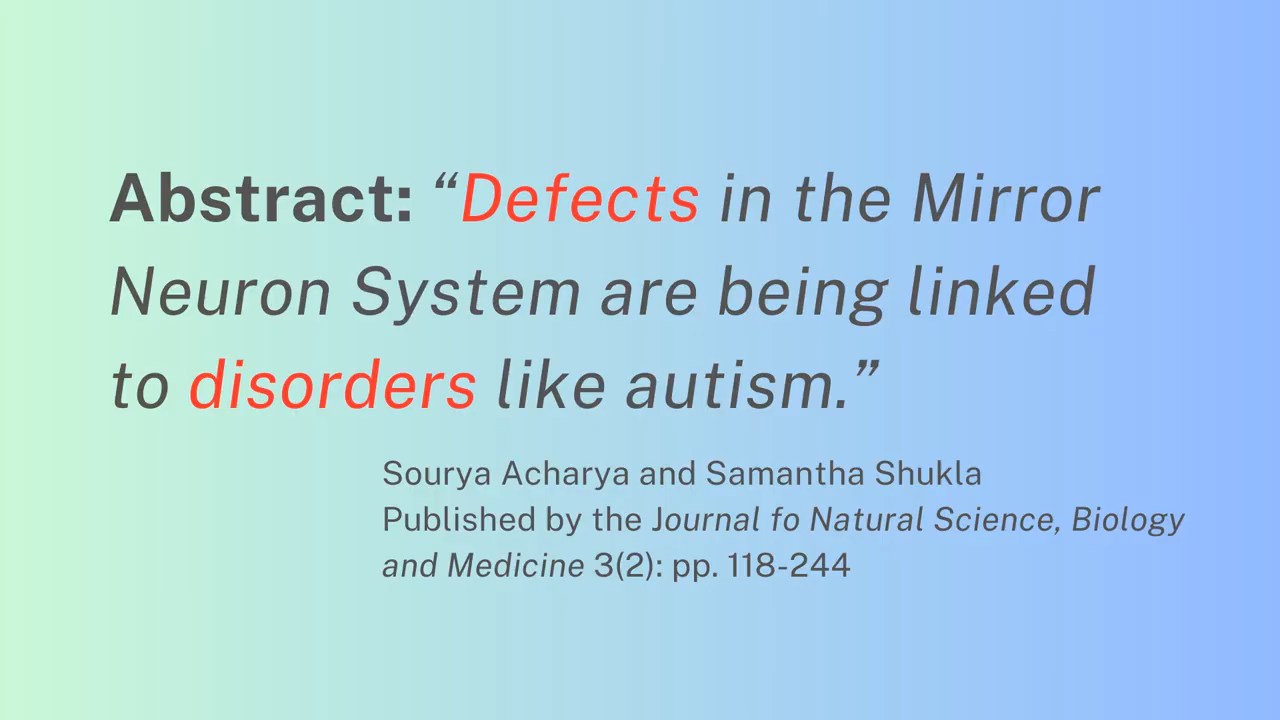 Abstract: “Defects in the Mirror
Neuron System are being linked
to disorders like autism.”
Sourya Acharya and Samantha Shukla
Published by the Journal fo Natural Science, Biology
and Medicine 3(2): pp. 118-244